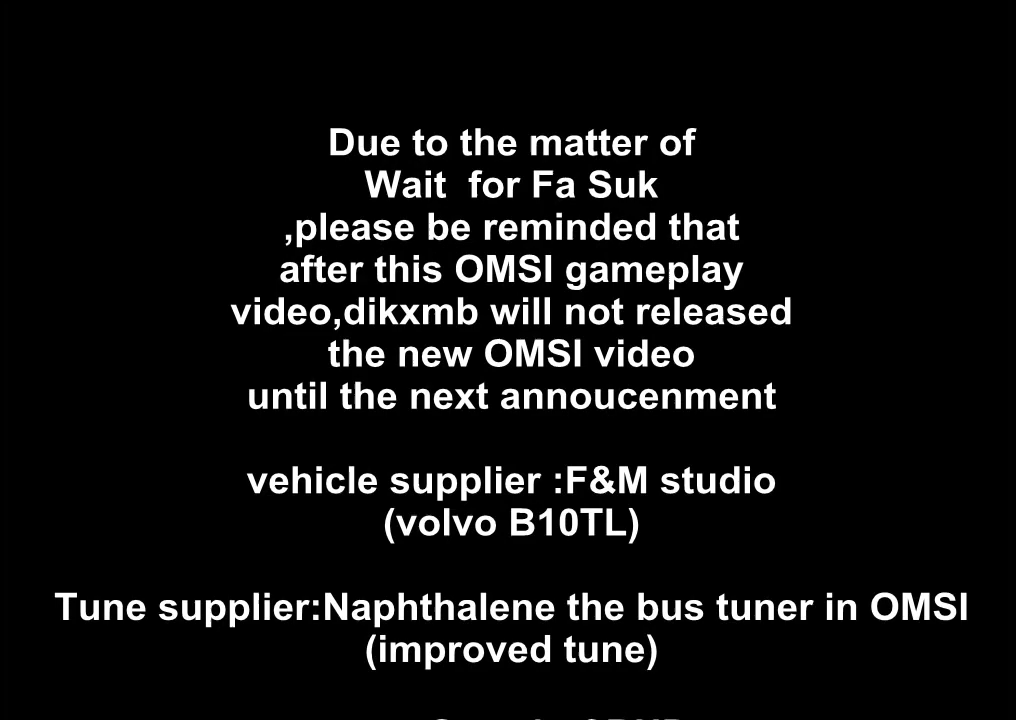 Due to the matter of
Wait  for Fa Suk
,please be reminded that
after this OMSI gameplay
video,dikxmb will not released
the new OMSI video
until the next annoucenment
vehicle supplier :F&M studio
(volvo B10TL)
Tune supplier:Naphthalene the bus tuner in OMSI
(improved tune)